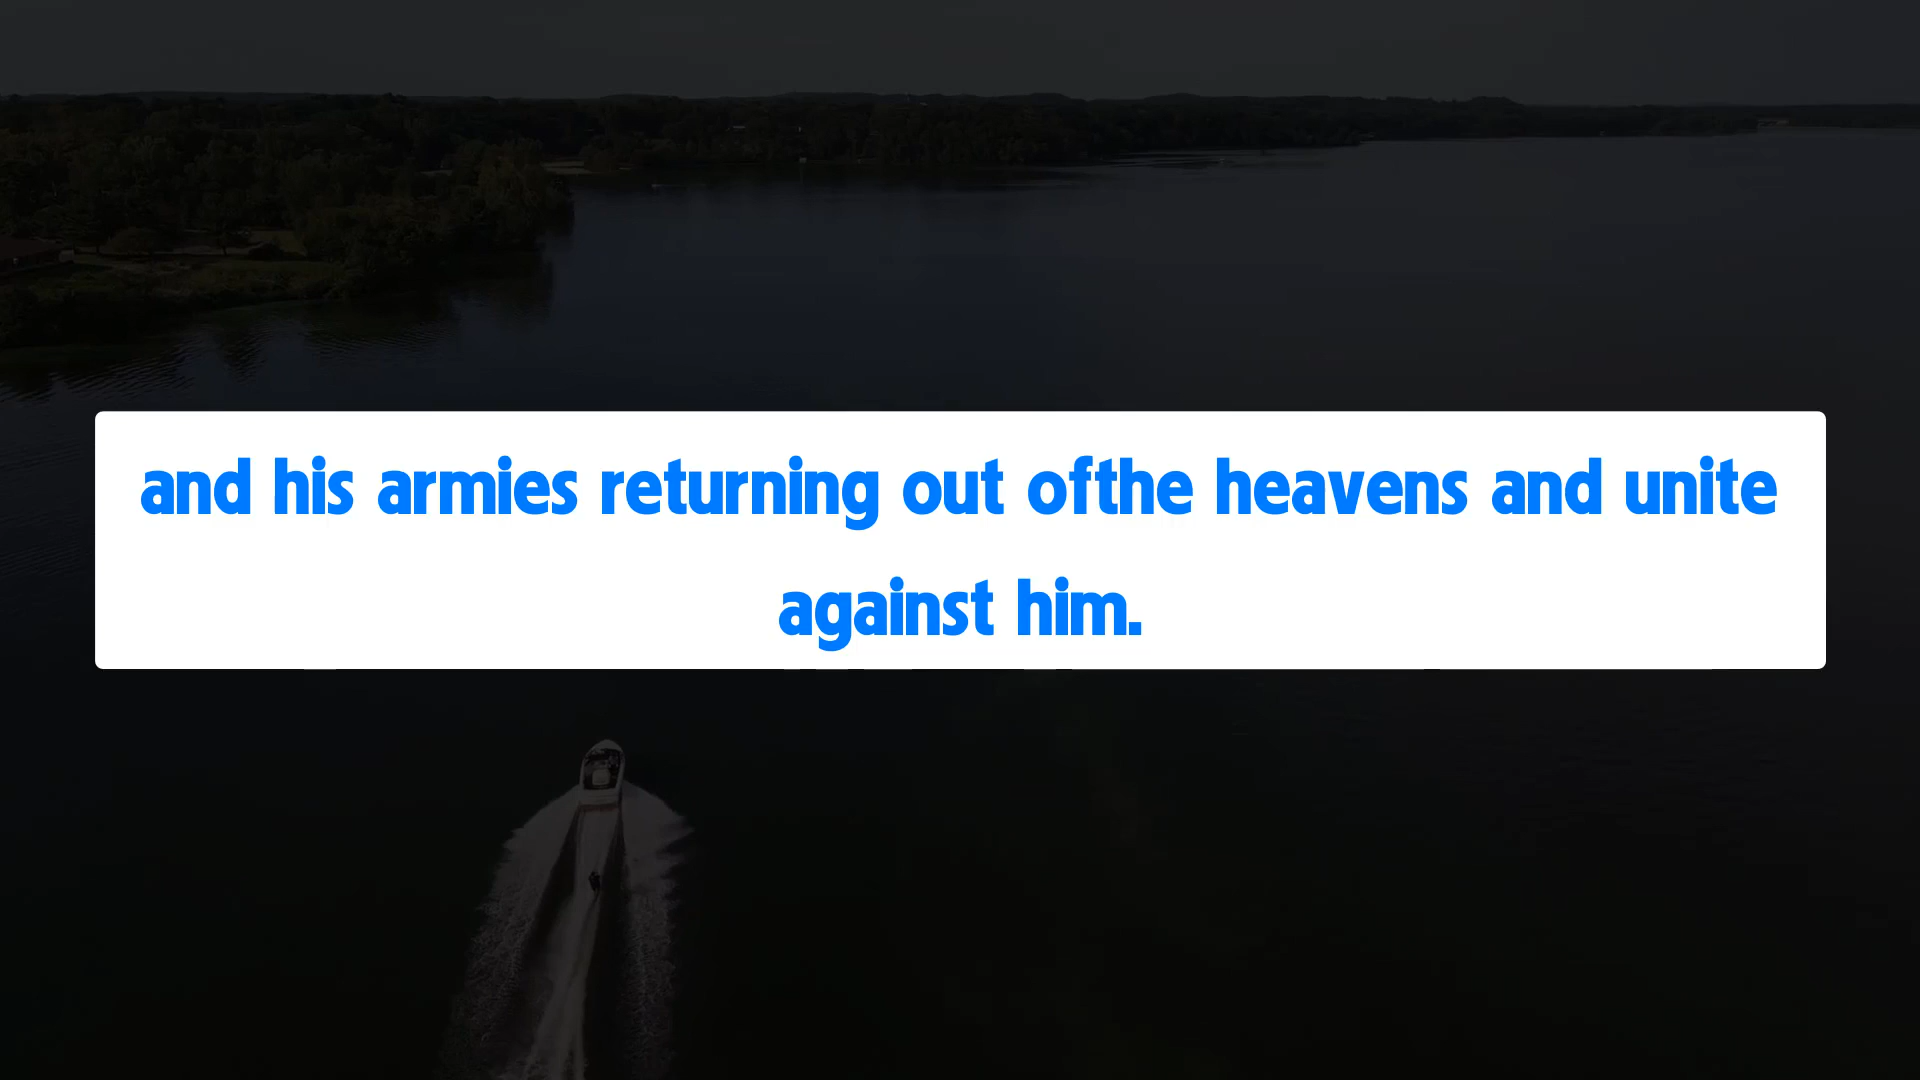 and his armies returning out ofthe heavens and unite
against him.